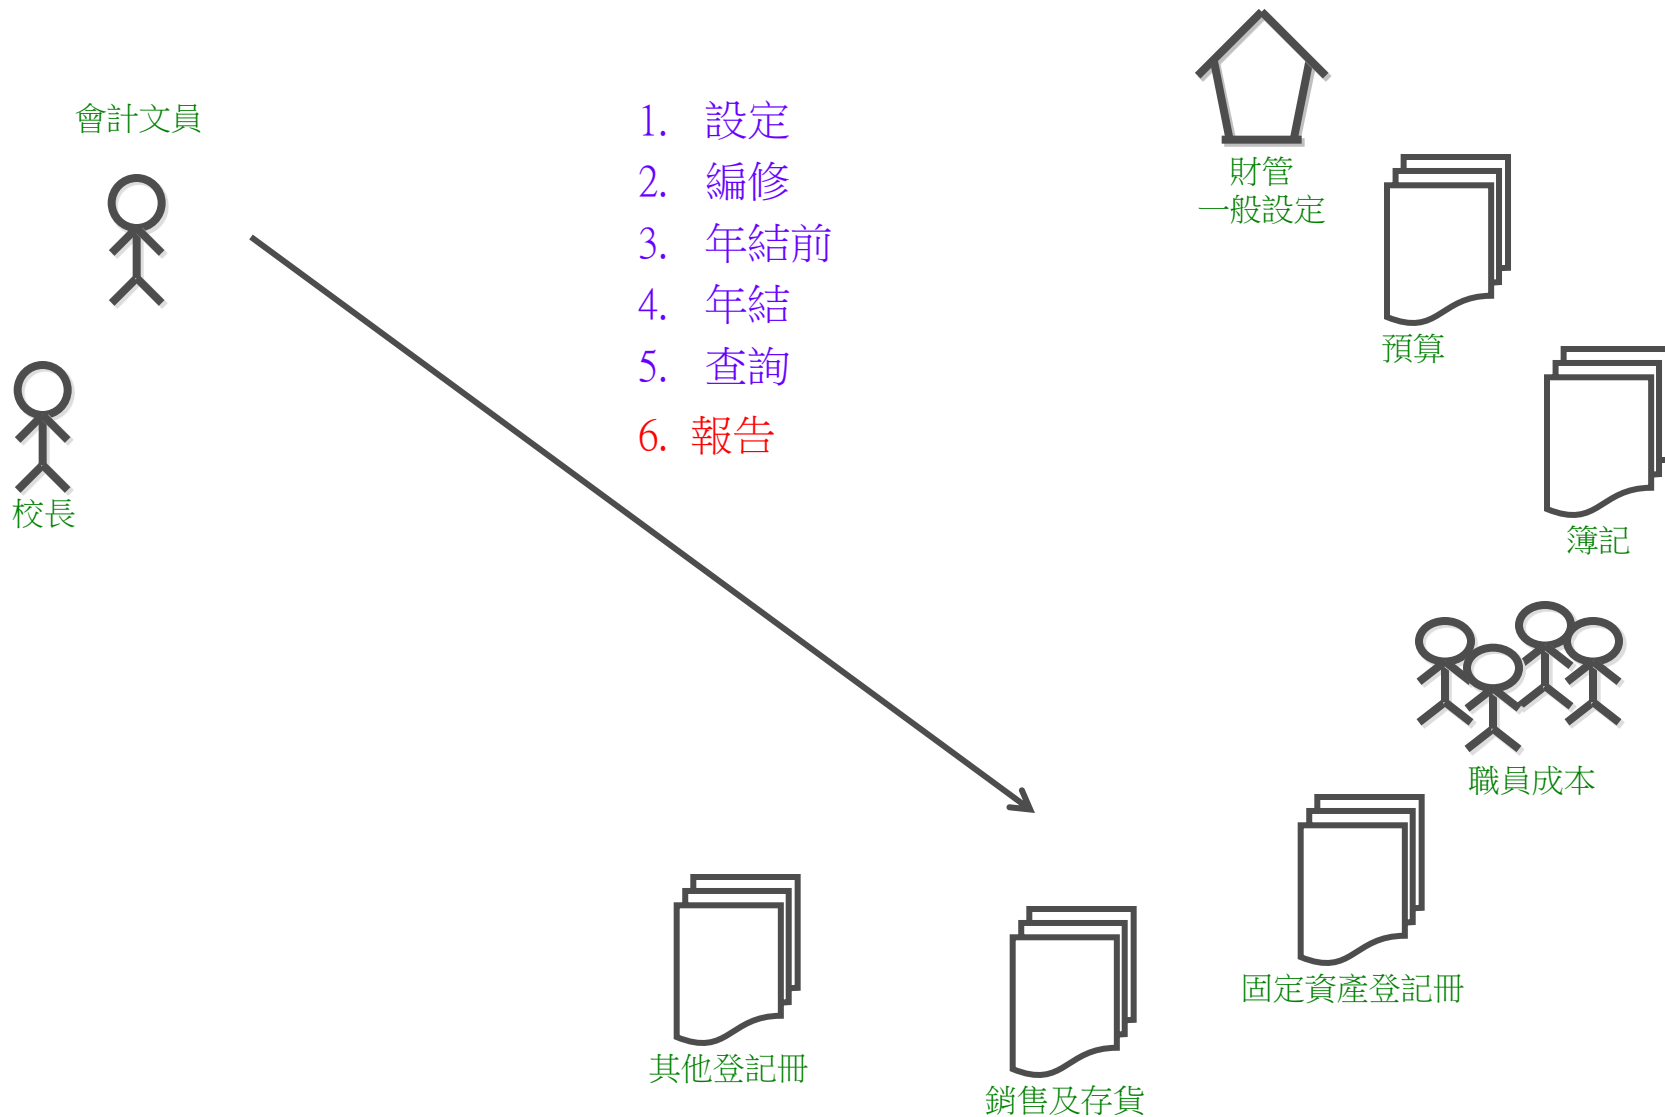 會計文員
校長
1. 設定
2. 編修
3. 年結前
4. 年結
5. 查詢
6. 報告
財管
一般設定
預算
簿記
職員成本
固定資產登記冊
銷售及存貨
其他登記冊